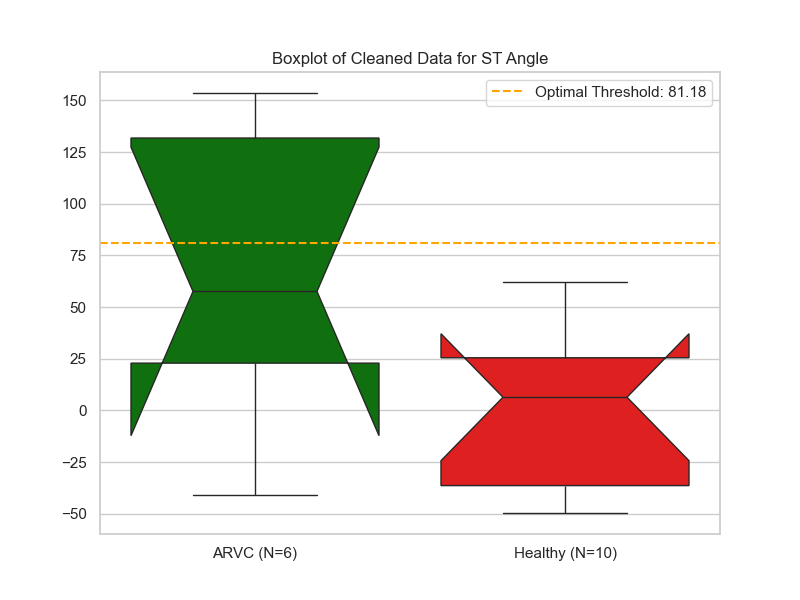 Boxplot of Cleaned Data for ST Angle
Optimal Threshold: 81.18
150
125
100
75
50
25
0
−25
−50
ARVC (N=6)
Healthy (N=10)